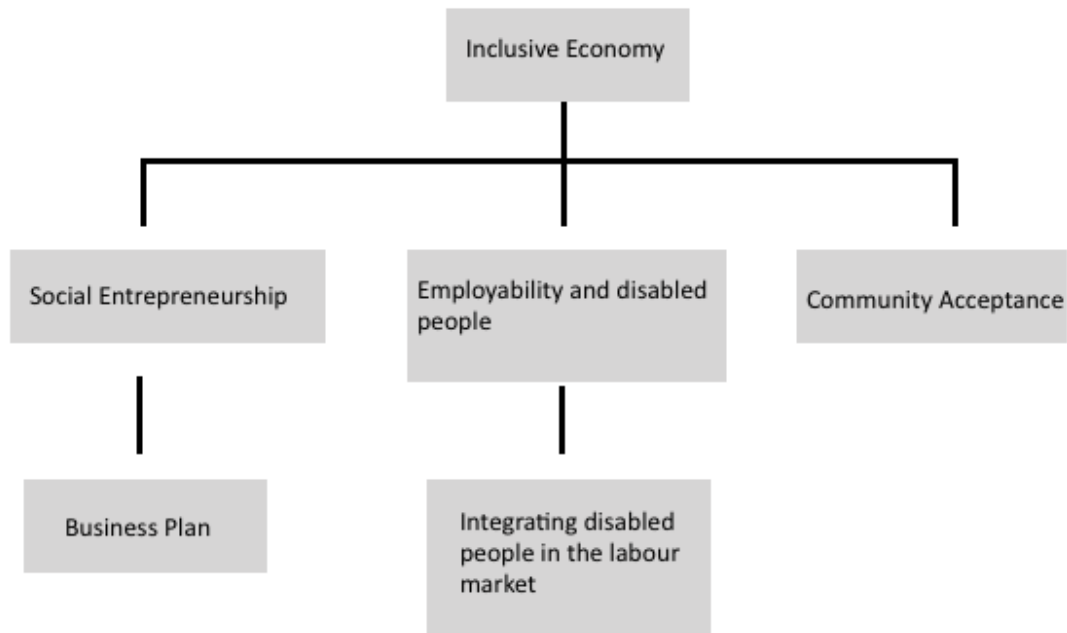 Inclusive Economy
Social Entrepreneurship
Employability and disabled
people
Community Acceptance
Business Plan
Integrating disabled
people in the labour
market